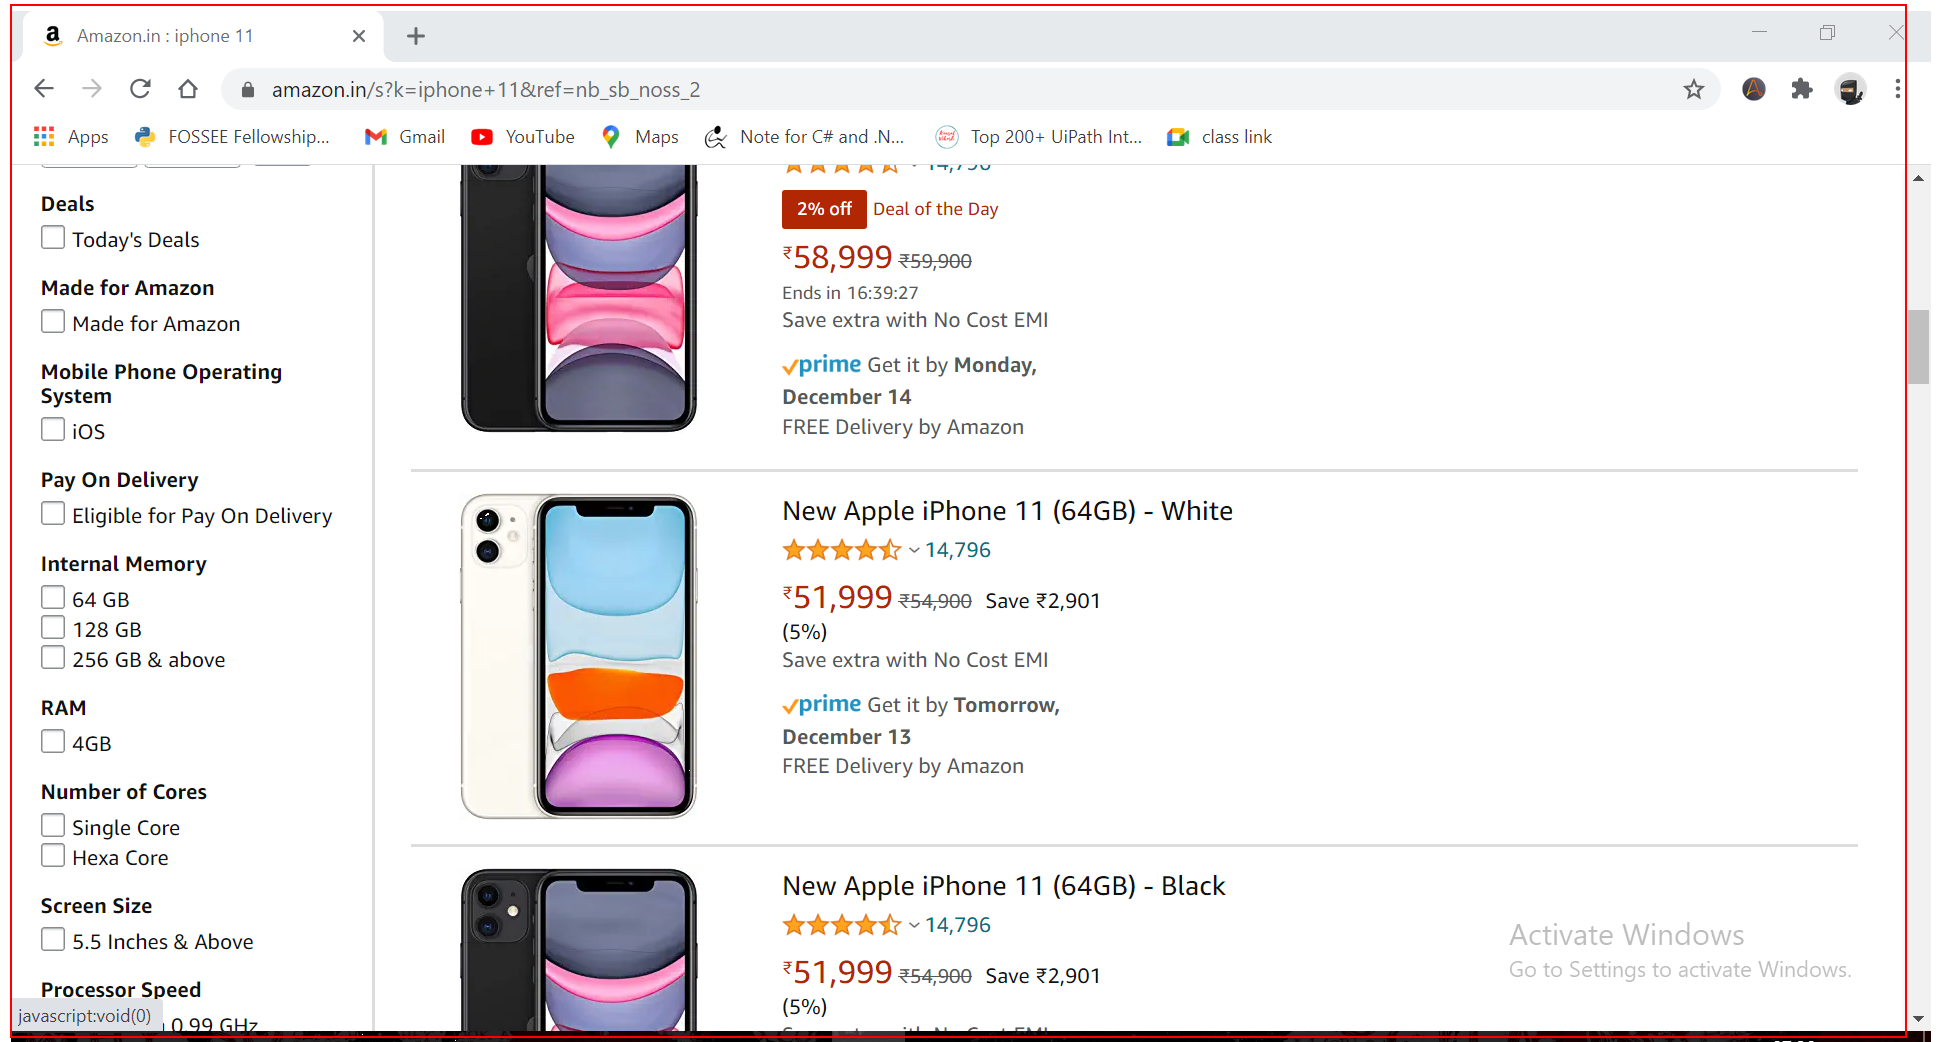 Amazon.in : iphone 11
amazon.in/s?k=iphone+11&ref=nb_sb_noss_2
Apps FOSSEE Fellowship... Gmail YouTube Maps Note for C# and .N... Top 200+ UiPath Int... class link
Deals
Today's Deals
Made for Amazon
Made for Amazon
Mobile Phone Operating
System
iOS
Pay On Delivery
Eligible for Pay On Delivery
Internal Memory
64 GB
128 GB
256 GB & above
RAM
4GB
Number of Cores
Single Core
Hexa Core
Screen Size
5.5 Inches & Above
Processor Speed
0.99 GHz
javascript:void(0)
14,796
2% off Deal of the Day
₹58,999 ₹59,900
Ends in 16:39:27
Save extra with No Cost EMI
prime Get it by Monday,
December 14
FREE Delivery by Amazon
New Apple iPhone 11 (64GB) - White
14,796
₹51,999 ₹54,900 Save ₹2,901
(5%)
Save extra with No Cost EMI
prime Get it by Tomorrow,
December 13
FREE Delivery by Amazon
New Apple iPhone 11 (64GB) - Black
14,796
₹51,999 ₹54,900 Save ₹2,901
(5%)
Save extra with No Cost EMI
Activate Windows
Go to Settings to activate Windows.